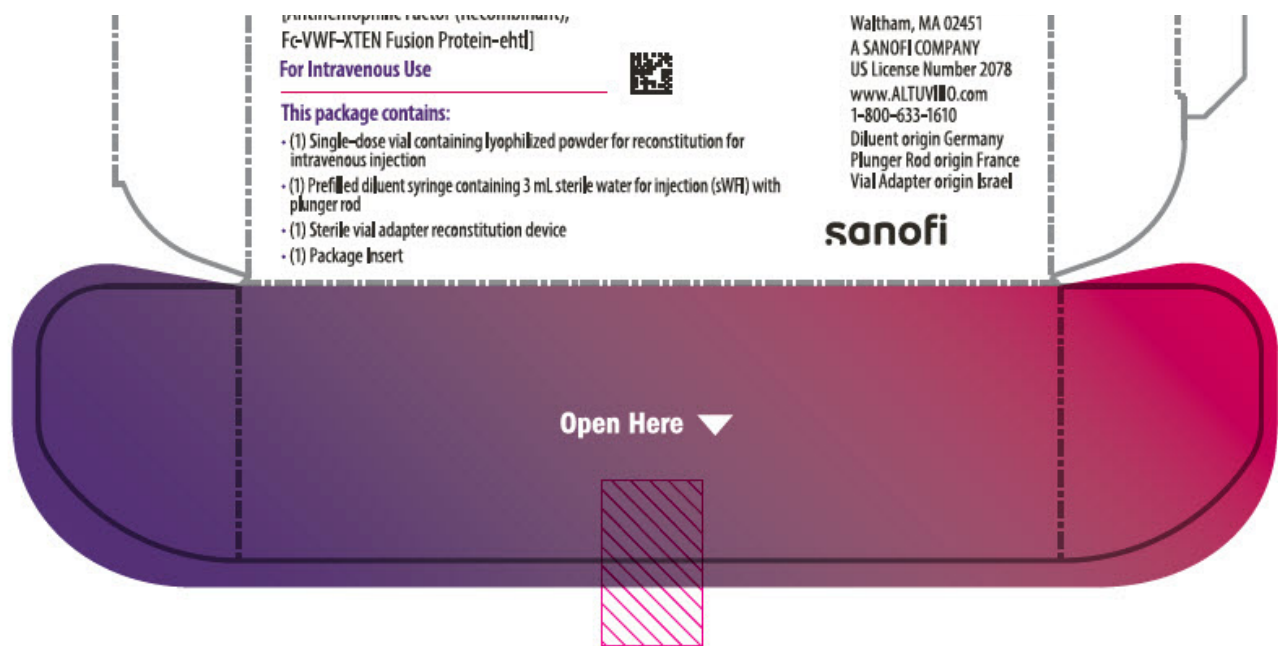 [Antihemophilic Factor (Recombinant),
Fc-VWF-XTEN Fusion Protein-ehtl]
For Intravenous Use
This package contains:
• (1) Single-dose vial containing lyophilized powder for reconstitution for
intravenous injection
• (1) Prefilled diluent syringe containing 3 mL sterile water for injection (sWFI) with
plunger rod
• (1) Sterile vial adapter reconstitution device
• (1) Package Insert
Waltham, MA 02451
A SANOFI COMPANY
US License Number 2078
www.ALTUVIIIO.com
1-800-633-1610
Diluent origin Germany
Plunger Rod origin France
Vial Adapter origin Israel
sanofi
Open Here